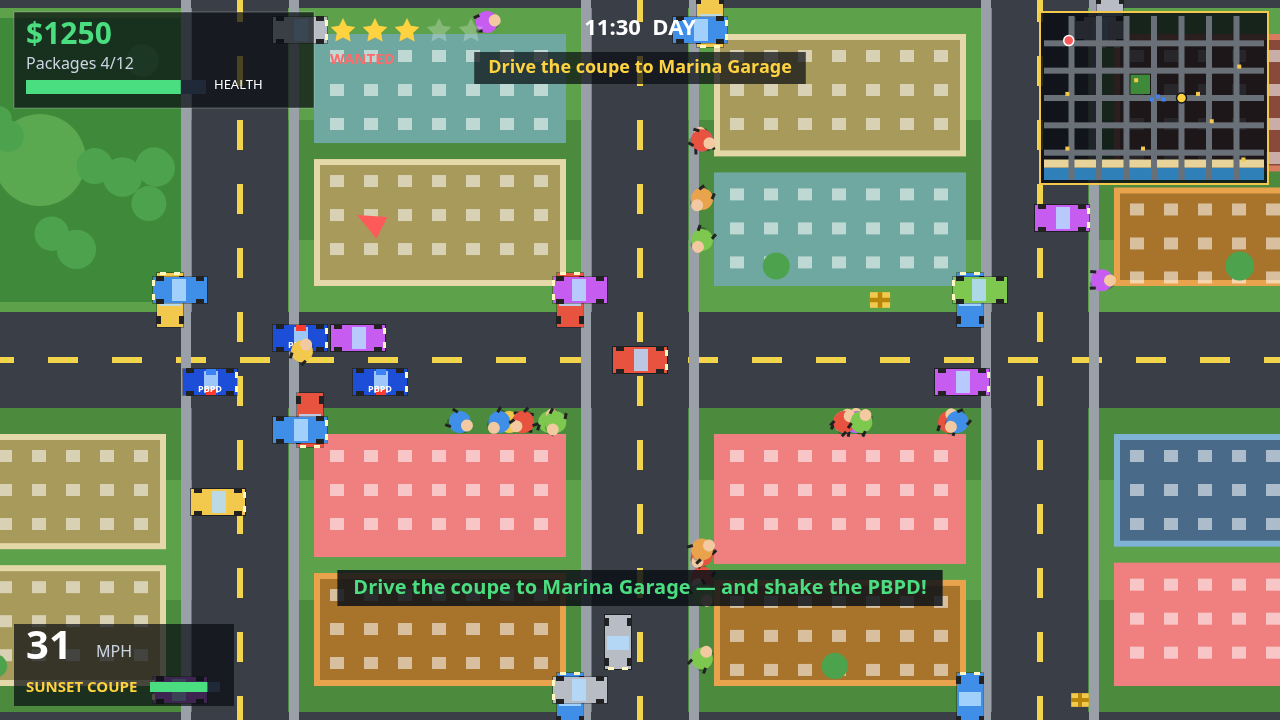 $1250
Packages 4/12
HEALTH
WANTED
11:30 DAY
Drive the coupe to Marina Garage
PBPD
PBPD
Drive the coupe to Marina Garage — and shake the PBPD!
31 MPH
SUNSET COUPE